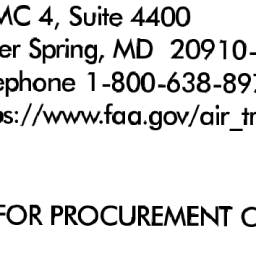 MC 4, Suite 4400
er Spring, MD 20910-
ephone 1-800-638-897
s://www.faa.gov/air_tr
FOR PROCUREMENT